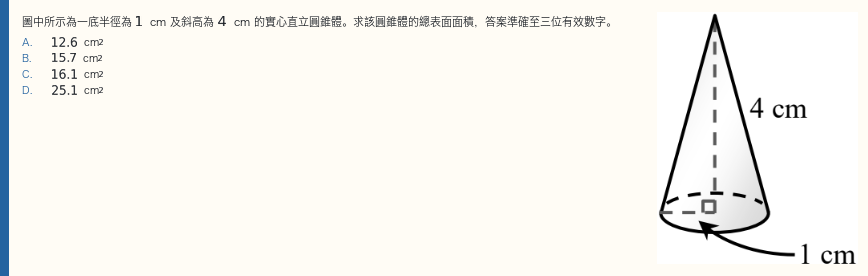 圖中所示為一底半徑為 1 cm 及斜高為 4 cm 的實心直立圓錐體。求該圓錐體的總表面面積，答案準確至三位有效數字。
A. 12.6 cm2
B. 15.7 cm2
C. 16.1 cm2
D. 25.1 cm2
4 cm
1 cm